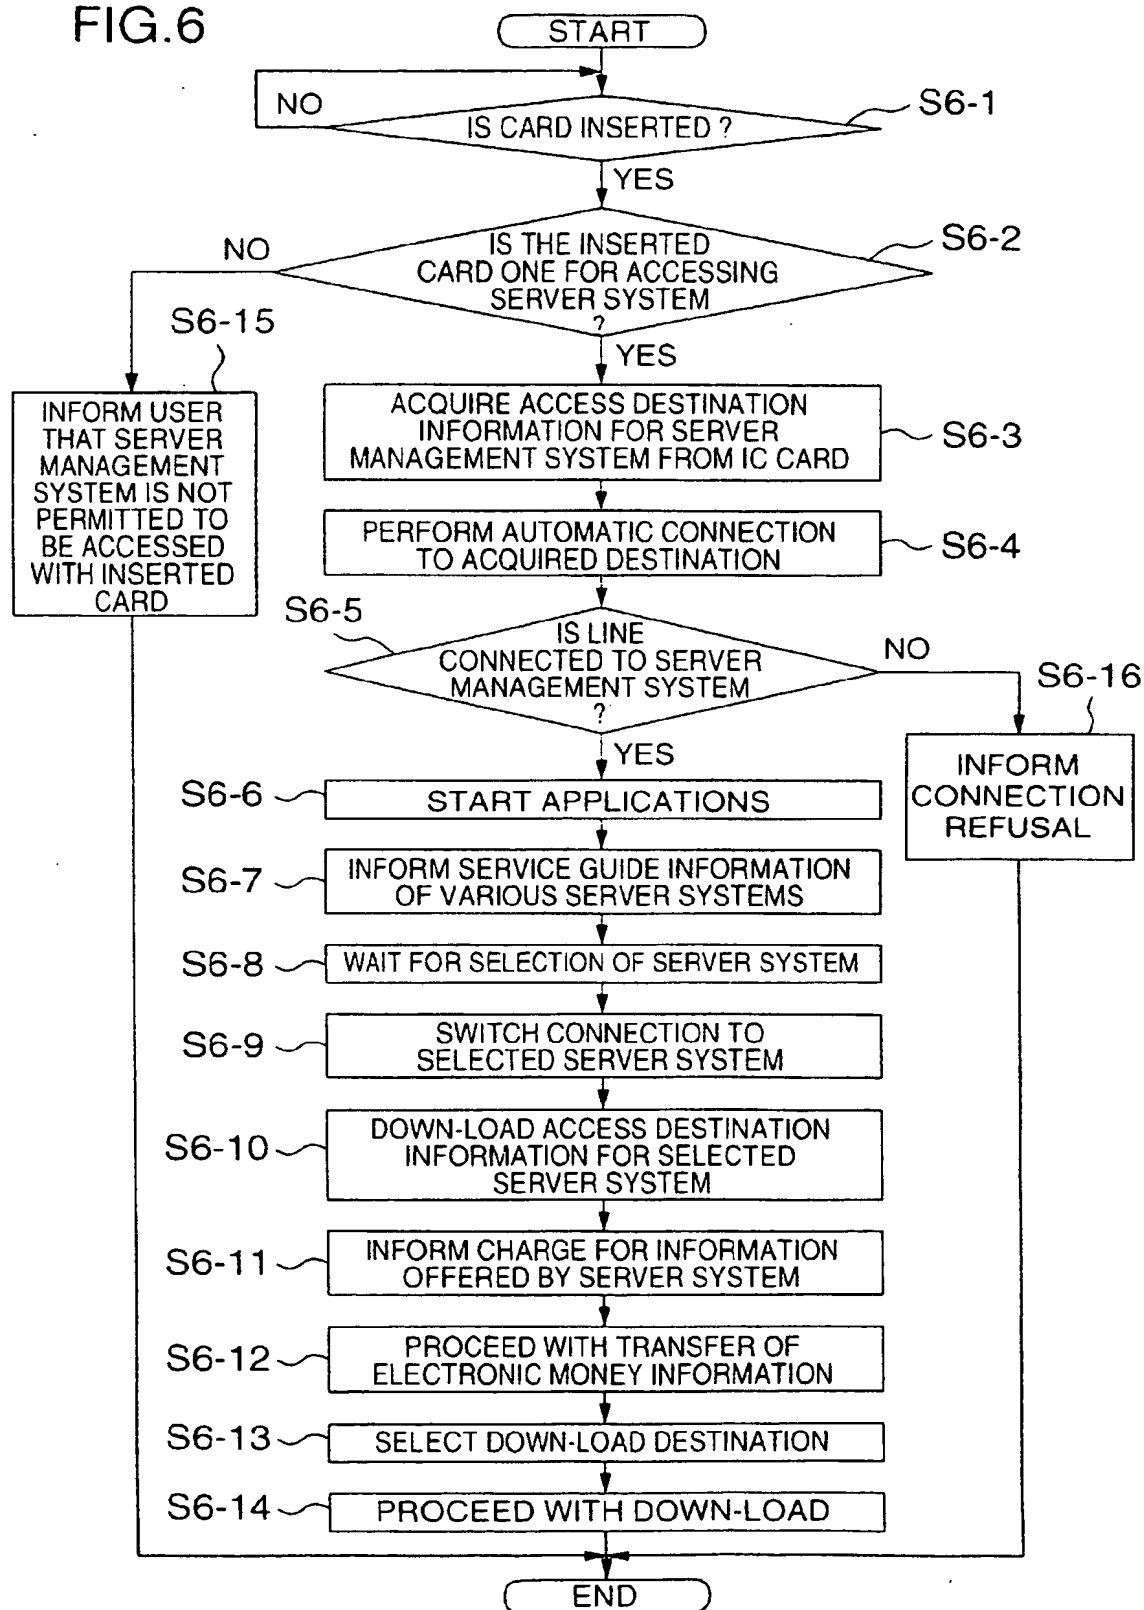 FIG.6
START
NO
IS CARD INSERTED ?
S6-1
YES
NO
IS THE INSERTED
CARD ONE FOR ACCESSING
SERVER SYSTEM
?
S6-2
YES
S6-15
INFORM USER
THAT SERVER
MANAGEMENT
SYSTEM IS NOT
PERMITTED TO
BE ACCESSED
WITH INSERTED
CARD
ACQUIRE ACCESS DESTINATION
INFORMATION FOR SERVER
MANAGEMENT SYSTEM FROM IC CARD
S6-3
PERFORM AUTOMATIC CONNECTION
TO ACQUIRED DESTINATION
S6-4
S6-5
IS LINE
CONNECTED TO SERVER
MANAGEMENT SYSTEM
?
NO
S6-16
INFORM
CONNECTION
REFUSAL
YES
S6-6
START APPLICATIONS
S6-7
INFORM SERVICE GUIDE INFORMATION
OF VARIOUS SERVER SYSTEMS
S6-8
WAIT FOR SELECTION OF SERVER SYSTEM
S6-9
SWITCH CONNECTION TO
SELECTED SERVER SYSTEM
S6-10
DOWN-LOAD ACCESS DESTINATION
INFORMATION FOR SELECTED
SERVER SYSTEM
S6-11
INFORM CHARGE FOR INFORMATION
OFFERED BY SERVER SYSTEM
S6-12
PROCEED WITH TRANSFER OF
ELECTRONIC MONEY INFORMATION
S6-13
SELECT DOWN-LOAD DESTINATION
S6-14
PROCEED WITH DOWN-LOAD
END